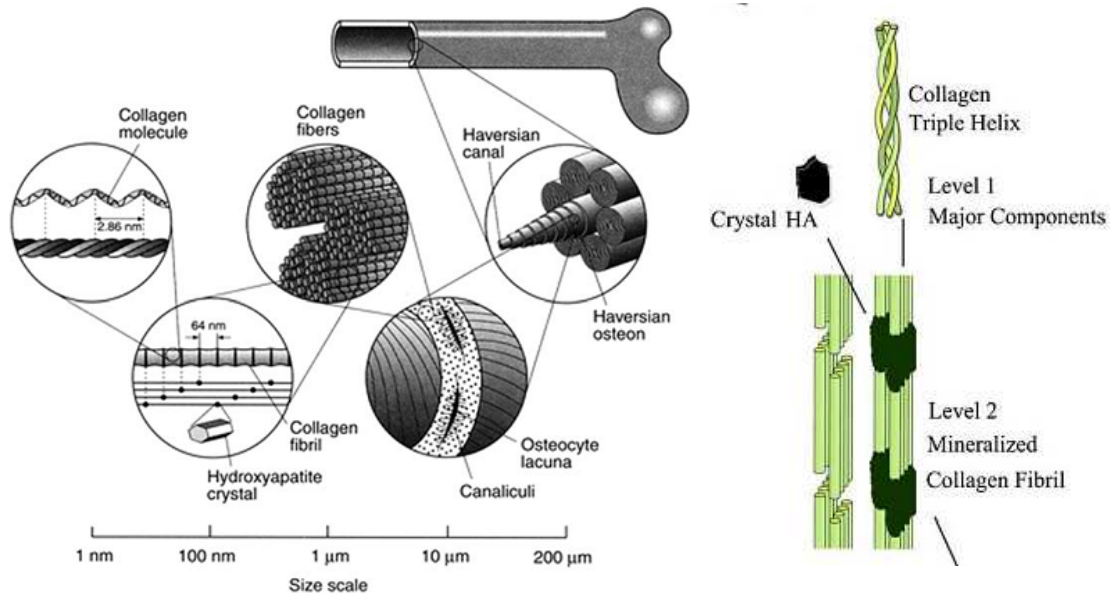 Collagen
molecule
2.86 nm
Collagen
fibers
Haversian
canal
Haversian
osteon
64 nm
Collagen
fibril
Hydroxyapatite
crystal
Osteocyte
lacuna
Canaliculi
1 nm
100 nm
1 μm
10 μm
200 μm
Size scale
Collagen
Triple Helix
Crystal HA
Level 1
Major Components
Level 2
Mineralized
Collagen Fibril